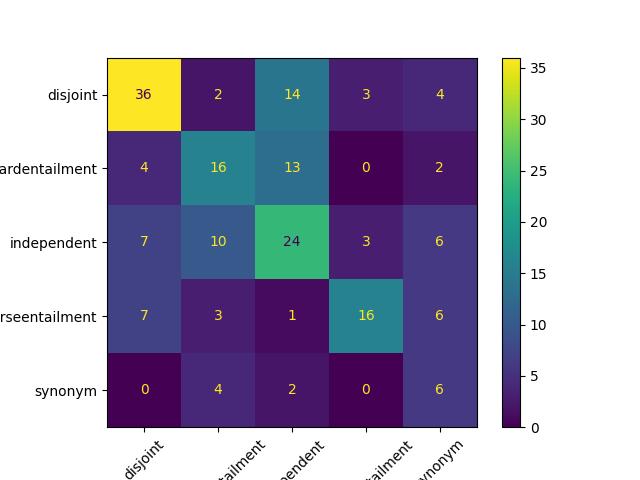 disjoint 36 2 14 3 4
ardentailment 4 16 13 0 2
independent 7 10 24 3 6
rseentailment 7 3 1 16 6
synonym 0 4 2 0 6
disjoint tailment pendent tailment ynonym
35
30
25
20
15
10
5
0